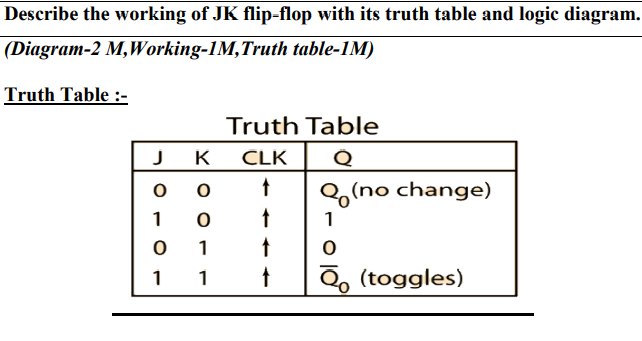 Describe the working of JK flip-flop with its truth table and logic diagram.
(Diagram-2 M,Working-1M,Truth table-1M)
Truth Table :-
Truth Table
J K CLK Q
0 0 ↑ Q₀(no change)
1 0 ↑ 1
0 1 ↑ 0
1 1 ↑ Q̅₀ (toggles)